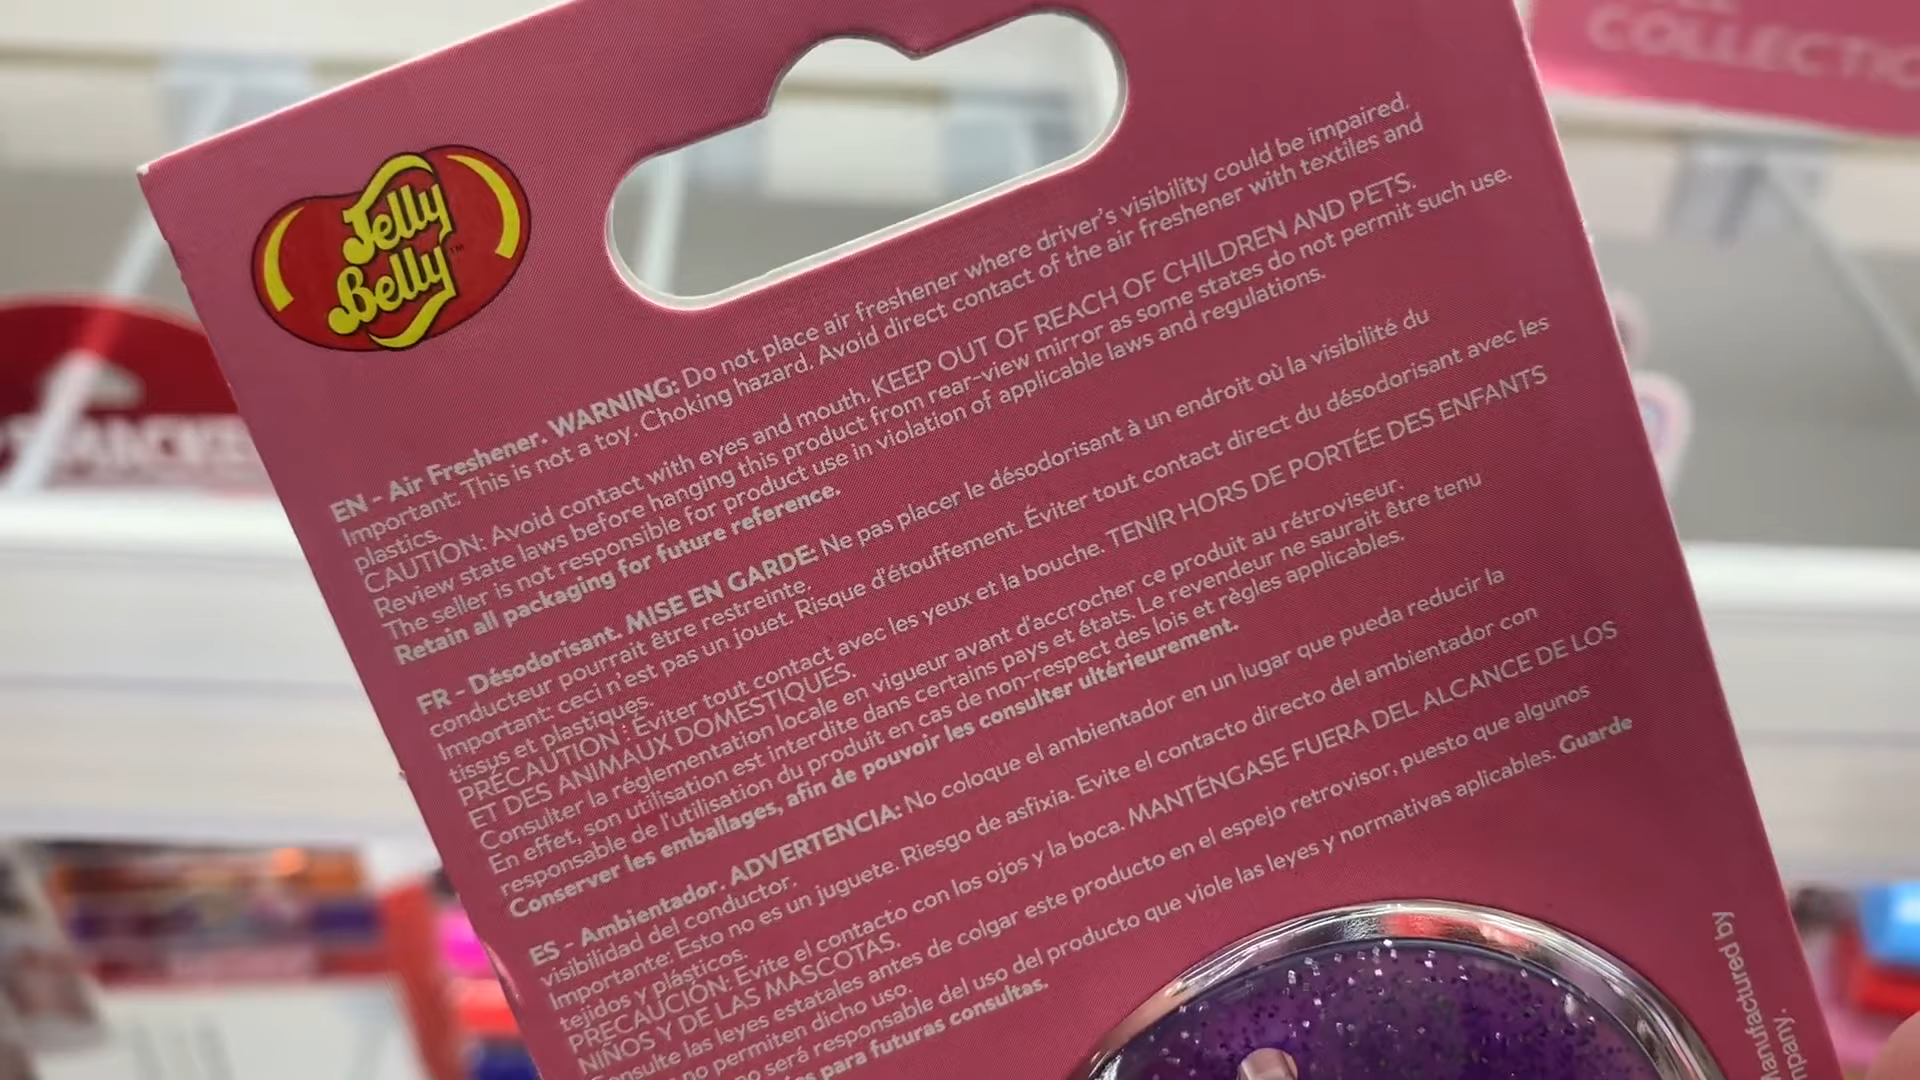 COLLECTIO
Jelly
Belly™
EN - Air Freshener. WARNING: Do not place air freshener where driver's visibility could be impaired.
Important: This is not a toy. Choking hazard. Avoid direct contact of the air freshener with textiles and
plastics.
CAUTION: Avoid contact with eyes and mouth. KEEP OUT OF REACH OF CHILDREN AND PETS.
Review state laws before hanging this product from rear-view mirror as some states do not permit such use.
The seller is not responsible for product use in violation of applicable laws and regulations.
Retain all packaging for future reference.
FR - Désodorisant. MISE EN GARDE: Ne pas placer le désodorisant à un endroit où la visibilité du
conducteur pourrait être restreinte.
Important: ceci n'est pas un jouet. Risque d'étouffement. Éviter tout contact direct du désodorisant avec les
tissus et plastiques.
PRÉCAUTION : Éviter tout contact avec les yeux et la bouche. TENIR HORS DE PORTÉE DES ENFANTS
ET DES ANIMAUX DOMESTIQUES.
Consulter la réglementation locale en vigueur avant d'accrocher ce produit au rétroviseur.
En effet, son utilisation est interdite dans certains pays et états. Le revendeur ne saurait être tenu
responsable de l'utilisation du produit en cas de non-respect des lois et règles applicables.
Conserver les emballages, afin de pouvoir les consulter ultérieurement.
ES - Ambientador. ADVERTENCIA: No coloque el ambientador en un lugar que pueda reducir la
visibilidad del conductor.
Importante: Esto no es un juguete. Riesgo de asfixia. Evite el contacto directo del ambientador con
tejidos y plásticos.
PRECAUCIÓN: Evite el contacto con los ojos y la boca. MANTÉNGASE FUERA DEL ALCANCE DE LOS
NIÑOS Y DE LAS MASCOTAS.
Consulte las leyes estatales antes de colgar este producto en el espejo retrovisor, puesto que algunos
no permiten dicho uso.
no será responsable del uso del producto que viole las leyes y normativas aplicables. Guarde
para futuras consultas.
Manufactured by
mpany.